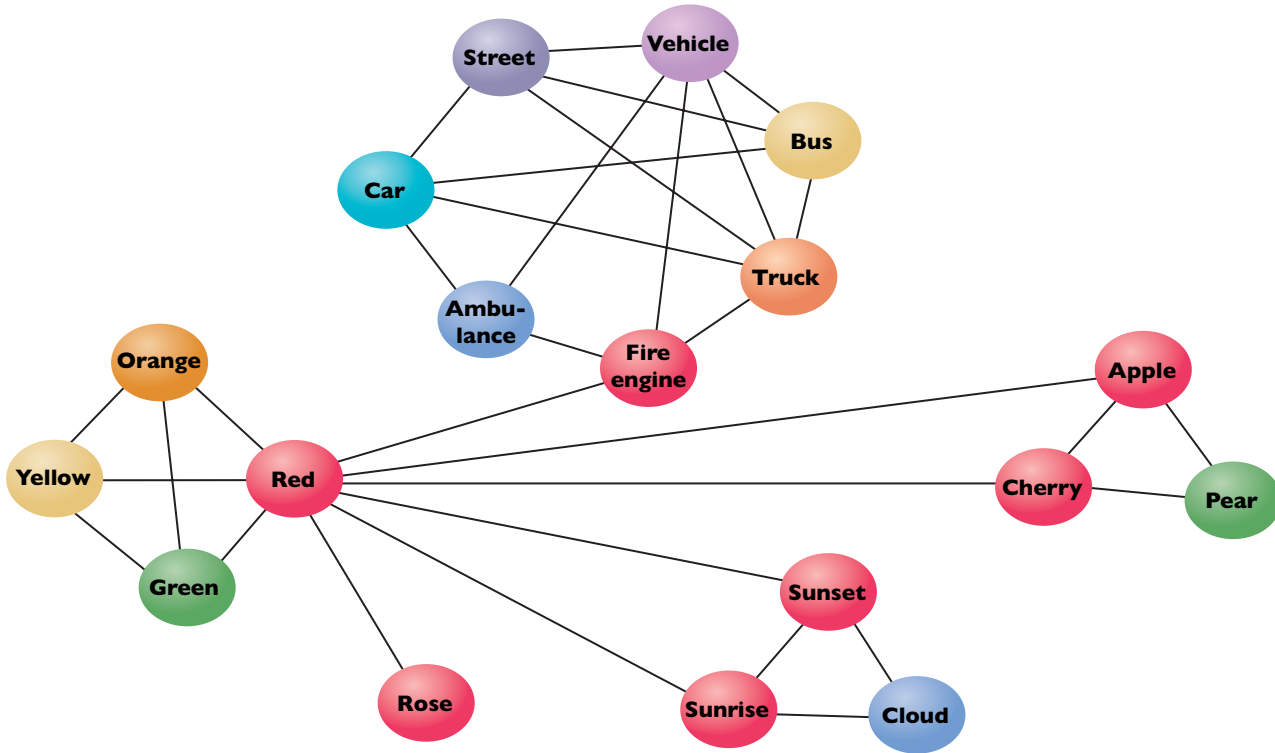 Street
Vehicle
Bus
Car
Truck
Ambu-
lance
Fire
engine
Orange
Apple
Yellow
Red
Cherry
Pear
Green
Sunset
Rose
Sunrise
Cloud